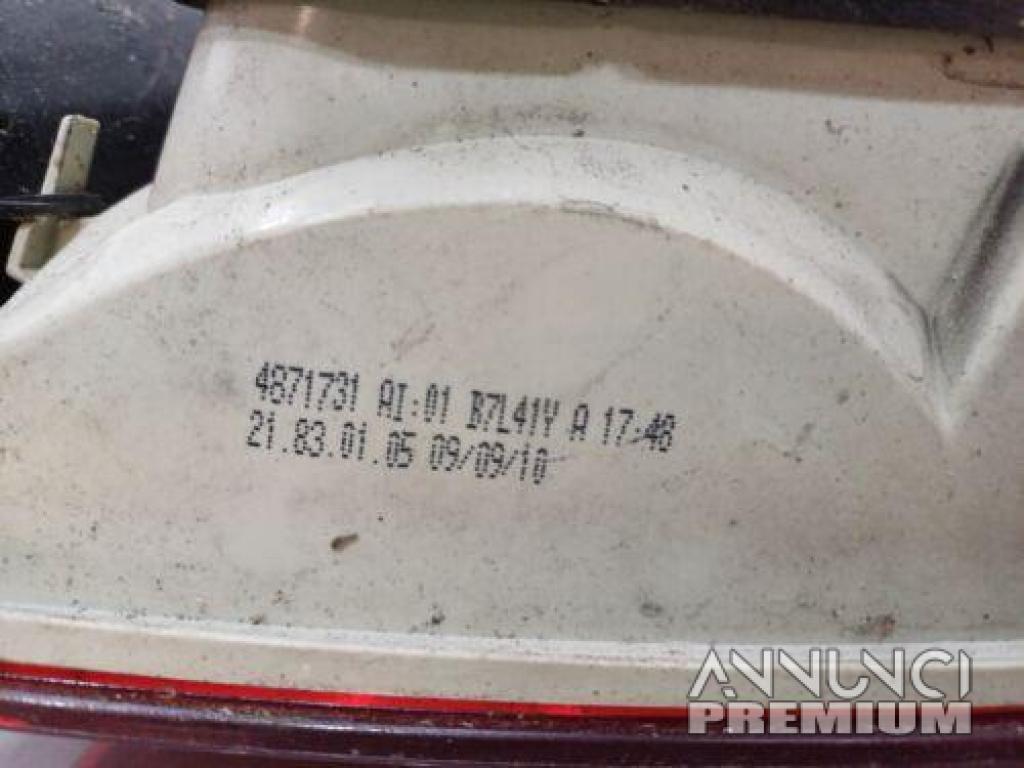 4871731 AI:01 B7L41Y A 17:48
21.83.01.05 09/09/10
ANNUNCI
PREMIUM